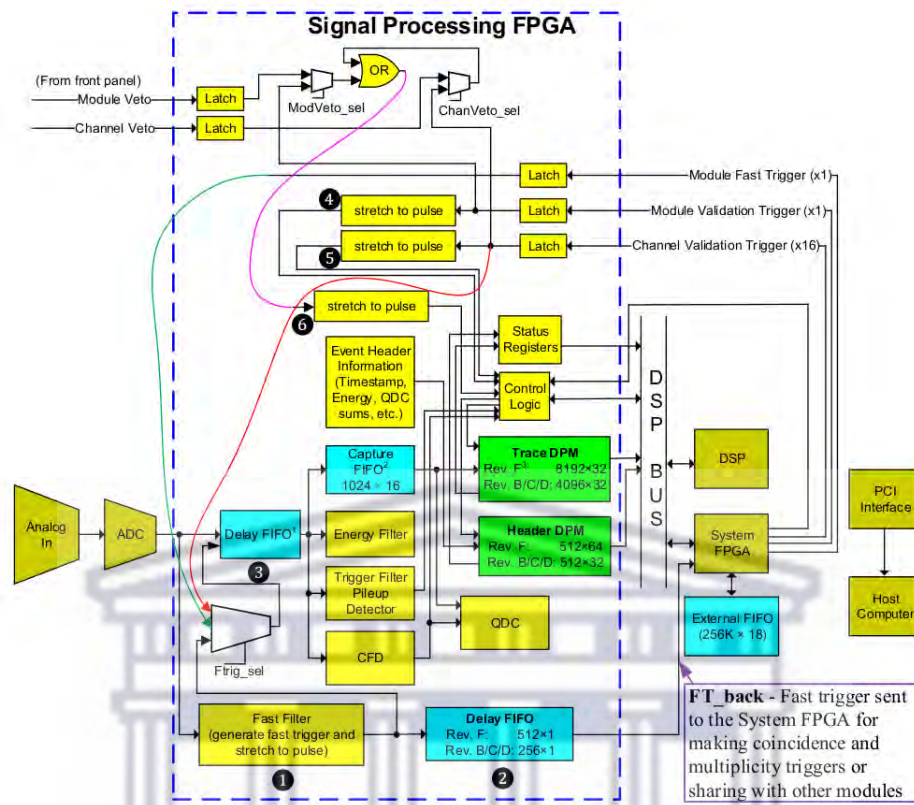 Signal Processing FPGA
(From front panel)
Module Veto
Latch
OR
ModVeto_sel
ChanVeto_sel
Channel Veto
Latch
Latch
Module Fast Trigger (x1)
4
stretch to pulse
Latch
Module Validation Trigger (x1)
5
stretch to pulse
Latch
Channel Validation Trigger (x16)
6
stretch to pulse
Event Header
Information
(Timestamp,
Energy, QDC
sums, etc.)
Status
Registers
Control
Logic
DSP BUS
Capture
FIFO²
1024 × 16
Trace DPM
Rev. F³: 8192×32
Rev. B/C/D: 4096×32
DSP
PCI
Interface
Analog
In
ADC
Delay FIFO¹
Energy Filter
Header DPM
Rev. F: 512×64
Rev. B/C/D: 512×32
System
FPGA
3
Trigger Filter
Pileup
Detector
QDC
External FIFO
(256K × 18)
Host
Computer
Ftrig_sel
CFD
Fast Filter
(generate fast trigger and
stretch to pulse)
1
Delay FIFO
Rev. F: 512×1
Rev. B/C/D: 256×1
2
FT_back - Fast trigger sent
to the System FPGA for
making coincidence and
multiplicity triggers or
sharing with other modules